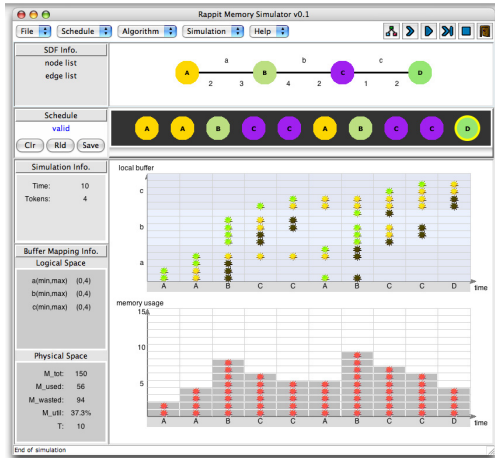 Rappit Memory Simulator v0.1
File Schedule Algorithm Simulation Help
SDF Info.
node list
edge list
a b c
A B C D
2 3 4 2 1 2
Schedule
valid
Clr Rld Save
A A B C C A B C C D
Simulation Info.
Time: 10
Tokens: 4
Buffer Mapping Info.
Logical Space
a(min,max) (0,4)
b(min,max) (0,4)
c(min,max) (0,4)
Physical Space
M_tot: 150
M_used: 56
M_wasted: 94
M_util: 37.3%
T: 10
local buffer
c
b
a
A A B C C A B C C D
time
memory usage
15
10
5
A A B C C A B C C D
time
End of simulation